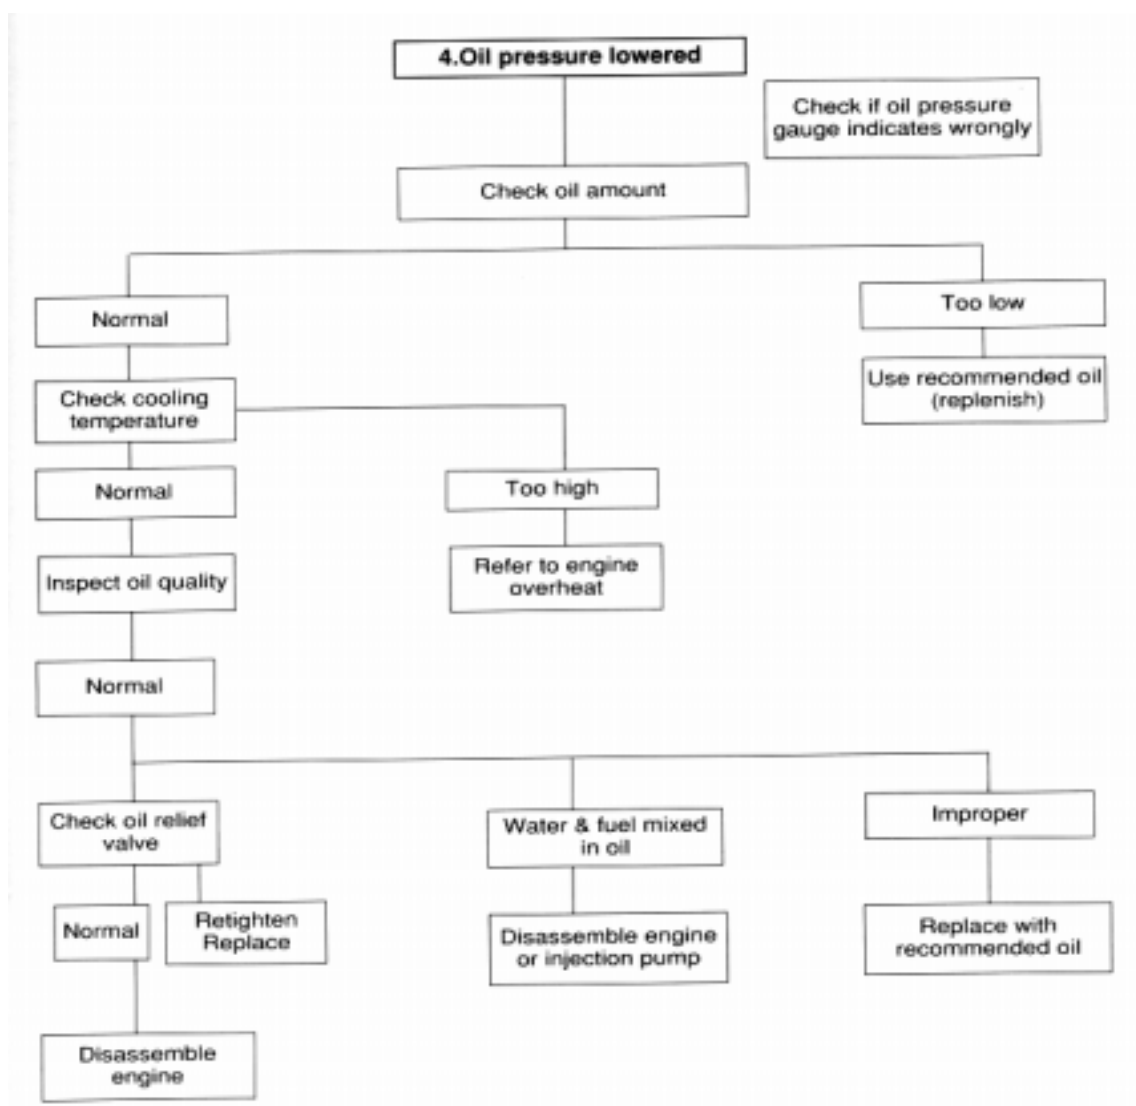 4.Oil pressure lowered
Check if oil pressure
gauge indicates wrongly
Check oil amount
Normal
Too low
Use recommended oil
(replenish)
Check cooling
temperature
Normal
Too high
Refer to engine
overheat
Inspect oil quality
Normal
Check oil relief
valve
Water & fuel mixed
in oil
Improper
Normal
Retighten
Replace
Disassemble engine
or injection pump
Replace with
recommended oil
Disassemble
engine